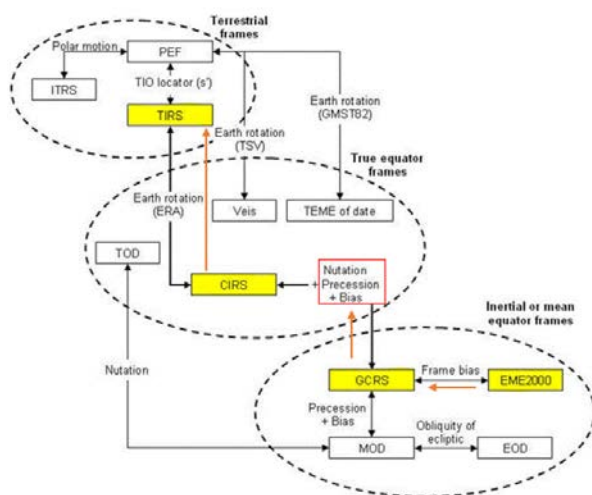 Terrestrial
frames
Polar motion
PEF
ITRS
TIO locator (s')
TIRS
Earth rotation
(GMST82)
Earth rotation
(TSV)
True equator
frames
Earth rotation
(ERA)
Veis
TEME of date
TOD
CIRS
Nutation
+ Precession
+ Bias
Inertial or mean
equator frames
Nutation
GCRS
Frame bias
EME2000
Precession
+ Bias
Obliquity of
ecliptic
MOD
EOD